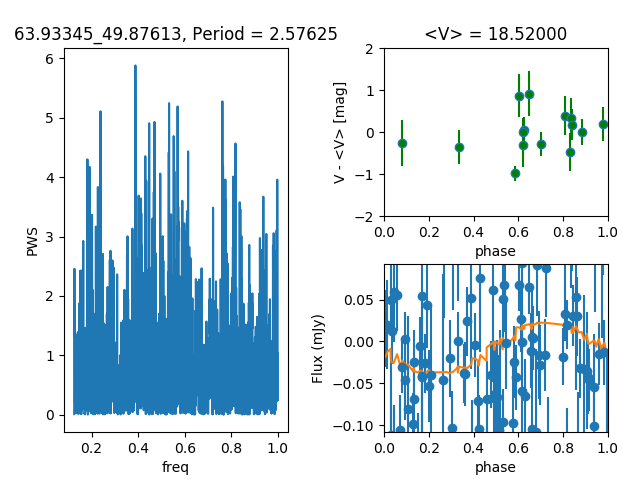 63.93345_49.87613, Period = 2.57625
<V> = 18.52000
PWS
6
5
4
3
2
1
0
0.2 0.4 0.6 0.8 1.0
freq
V - <V> [mag]
2
1
0
−1
−2
0.0 0.2 0.4 0.6 0.8 1.0
phase
Flux (mJy)
0.05
0.00
−0.05
−0.10
0.0 0.2 0.4 0.6 0.8 1.0
phase